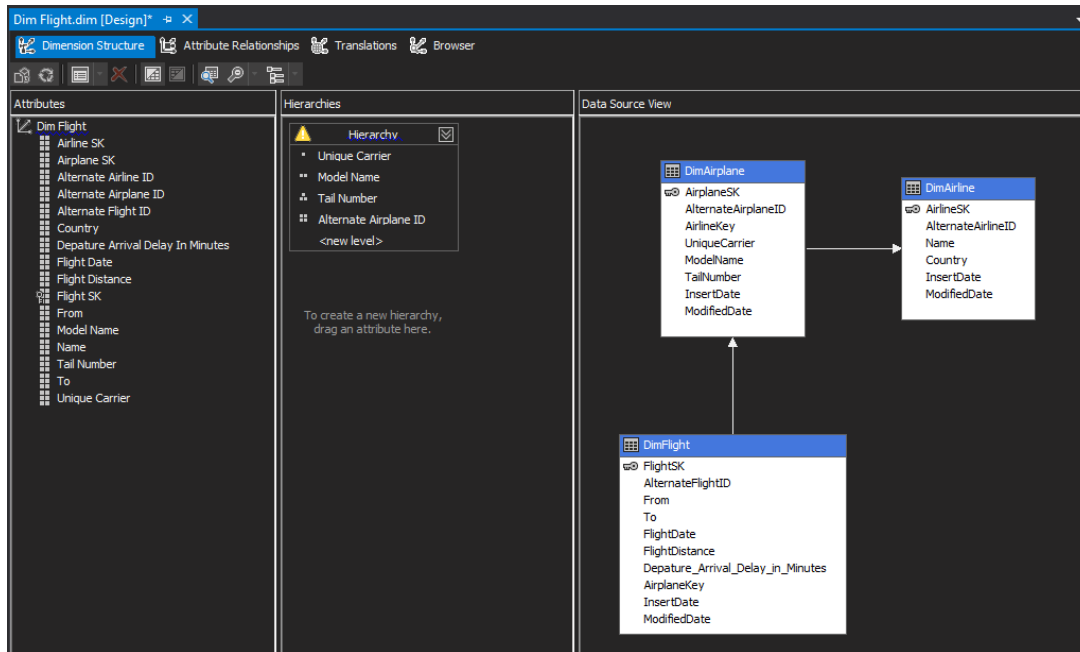 Dim Flight.dim [Design]*
Dimension Structure Attribute Relationships Translations Browser
Attributes
Dim Flight
Airline SK
Airplane SK
Alternate Airline ID
Alternate Airplane ID
Alternate Flight ID
Country
Depature Arrival Delay In Minutes
Flight Date
Flight Distance
Flight SK
From
Model Name
Name
Tail Number
To
Unique Carrier
Hierarchies
Hierarchy
Unique Carrier
Model Name
Tail Number
Alternate Airplane ID
<new level>
To create a new hierarchy,
drag an attribute here.
Data Source View
DimAirplane
AirplaneSK
AlternateAirplaneID
AirlineKey
UniqueCarrier
ModelName
TailNumber
InsertDate
ModifiedDate
DimAirline
AirlineSK
AlternateAirlineID
Name
Country
InsertDate
ModifiedDate
DimFlight
FlightSK
AlternateFlightID
From
To
FlightDate
FlightDistance
Depature_Arrival_Delay_in_Minutes
AirplaneKey
InsertDate
ModifiedDate